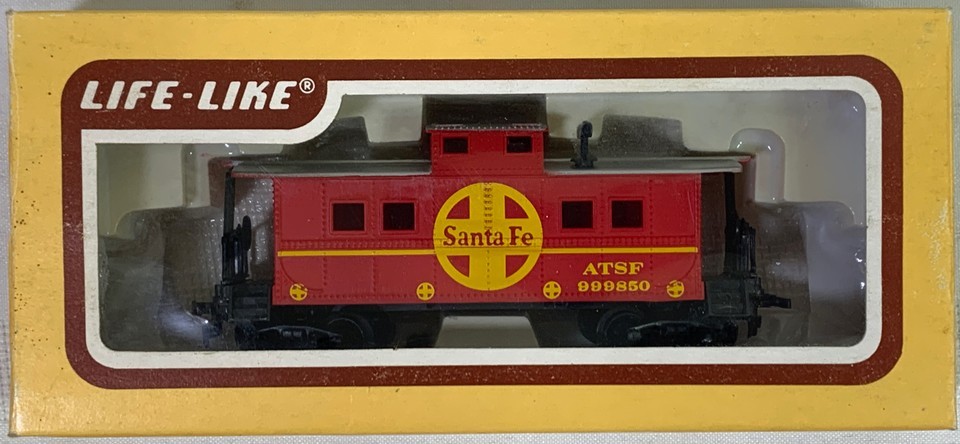 LIFE-LIKE®
Santa Fe
ATSF
999850